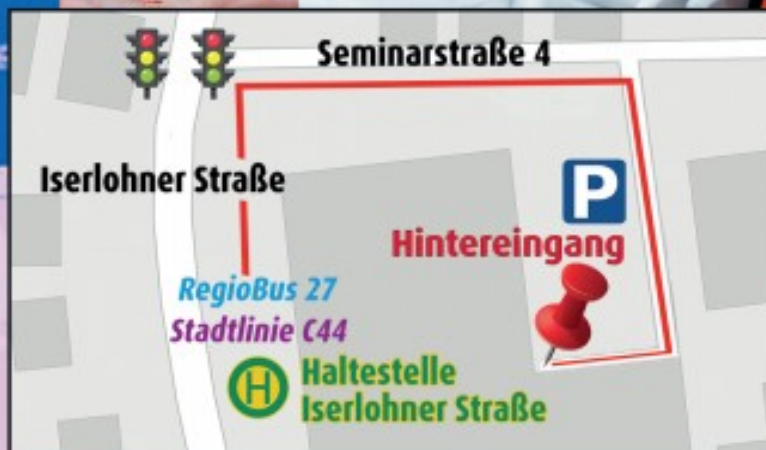 Seminarstraße 4
Iserlohner Straße
P
Hintereingang
RegioBus 27
Stadtlinie C44
H
Haltestelle
Iserlohner Straße